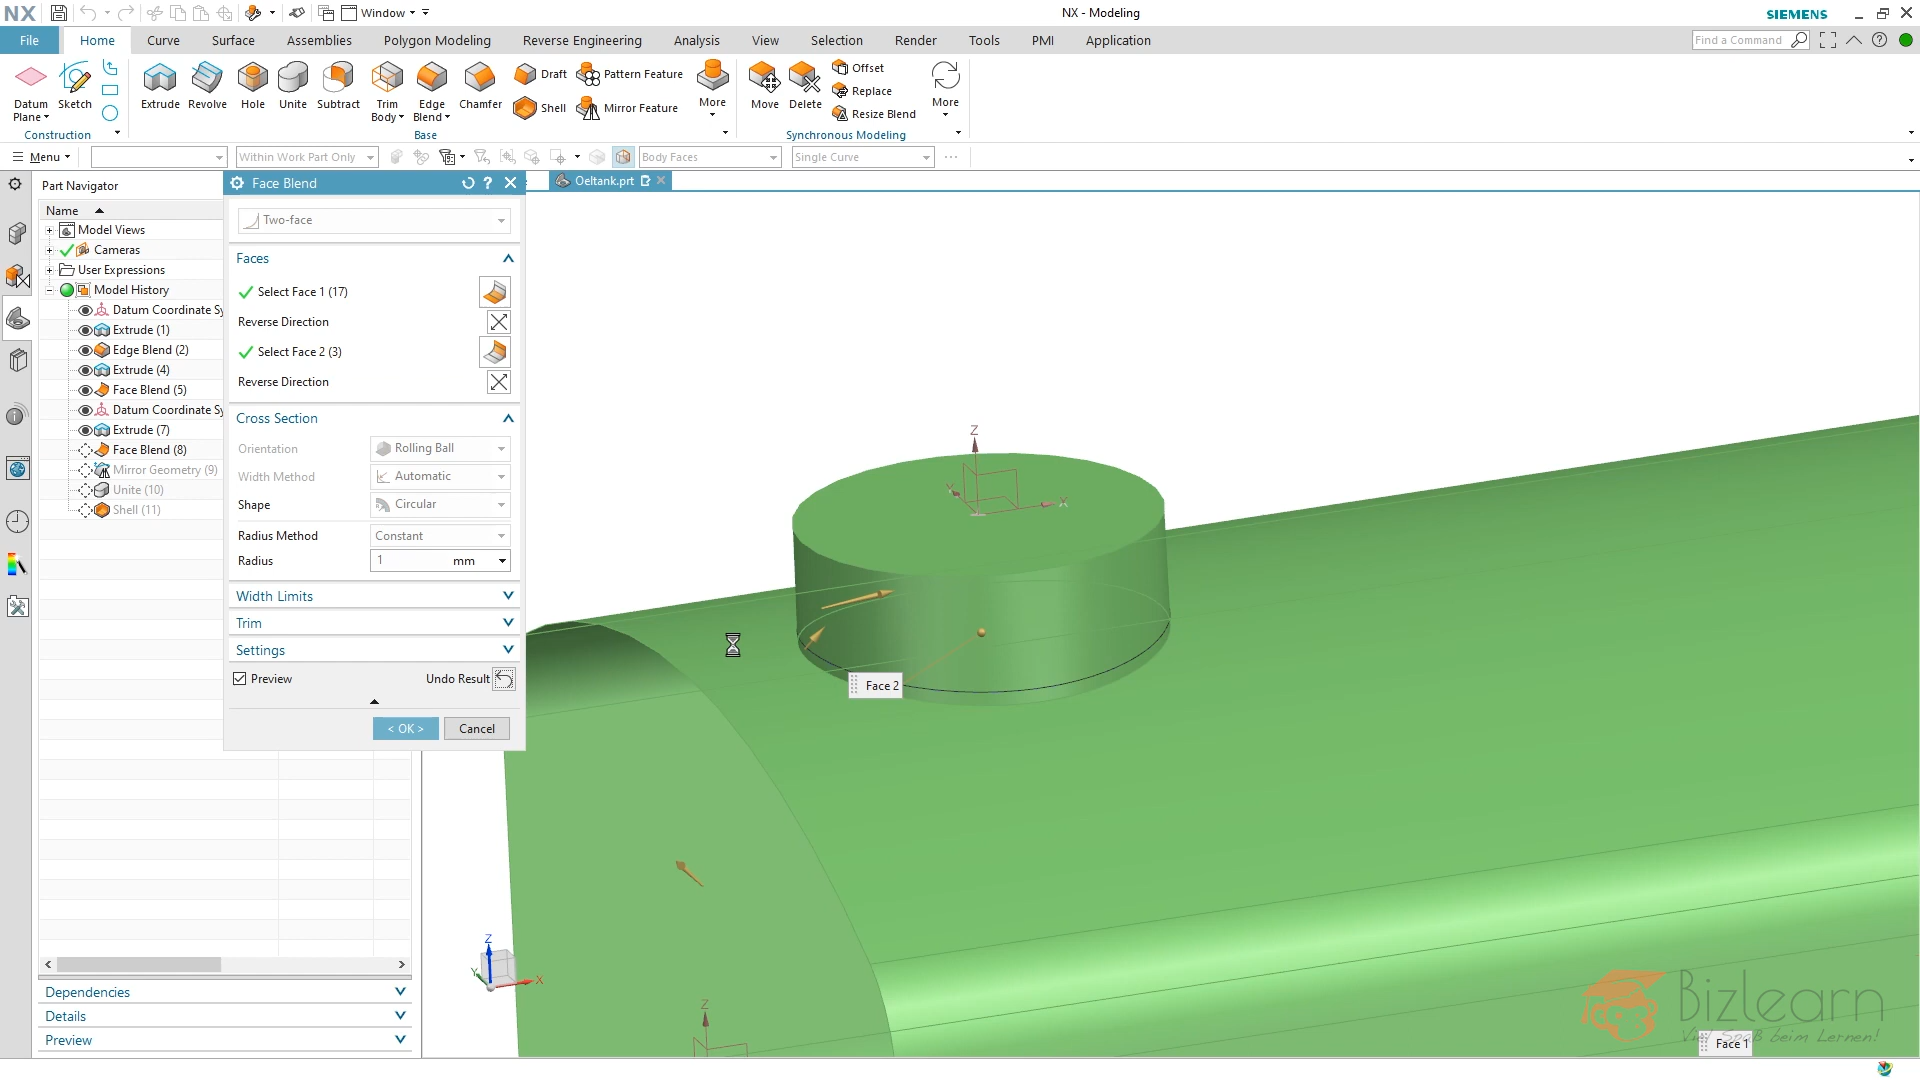 NX
Window
NX - Modeling
SIEMENS
File
Home
Curve
Surface
Assemblies
Polygon Modeling
Reverse Engineering
Analysis
View
Selection
Render
Tools
PMI
Application
Find a Command
Datum Plane
Sketch
Extrude
Revolve
Hole
Unite
Subtract
Trim Body
Edge Blend
Chamfer
Draft
Shell
Pattern Feature
Mirror Feature
More
Move
Delete
Offset
Replace
Resize Blend
More
Construction
Base
Synchronous Modeling
Menu
Within Work Part Only
Body Faces
Single Curve
Part Navigator
Face Blend
Oeltank.prt
Name
Model Views
Cameras
User Expressions
Model History
Datum Coordinate Sy
Extrude (1)
Edge Blend (2)
Extrude (4)
Face Blend (5)
Datum Coordinate Sy
Extrude (7)
Face Blend (8)
Mirror Geometry (9)
Unite (10)
Shell (11)
Two-face
Faces
Select Face 1 (17)
Reverse Direction
Select Face 2 (3)
Reverse Direction
Cross Section
Orientation
Rolling Ball
Width Method
Automatic
Shape
Circular
Radius Method
Constant
Radius
1
mm
Width Limits
Trim
Settings
Preview
Undo Result
< OK >
Cancel
Z
Y
X
Face 2
Z
Y
X
Z
Dependencies
Details
Preview
Bizlearn
Viel Spaß beim Lernen!
Face 1